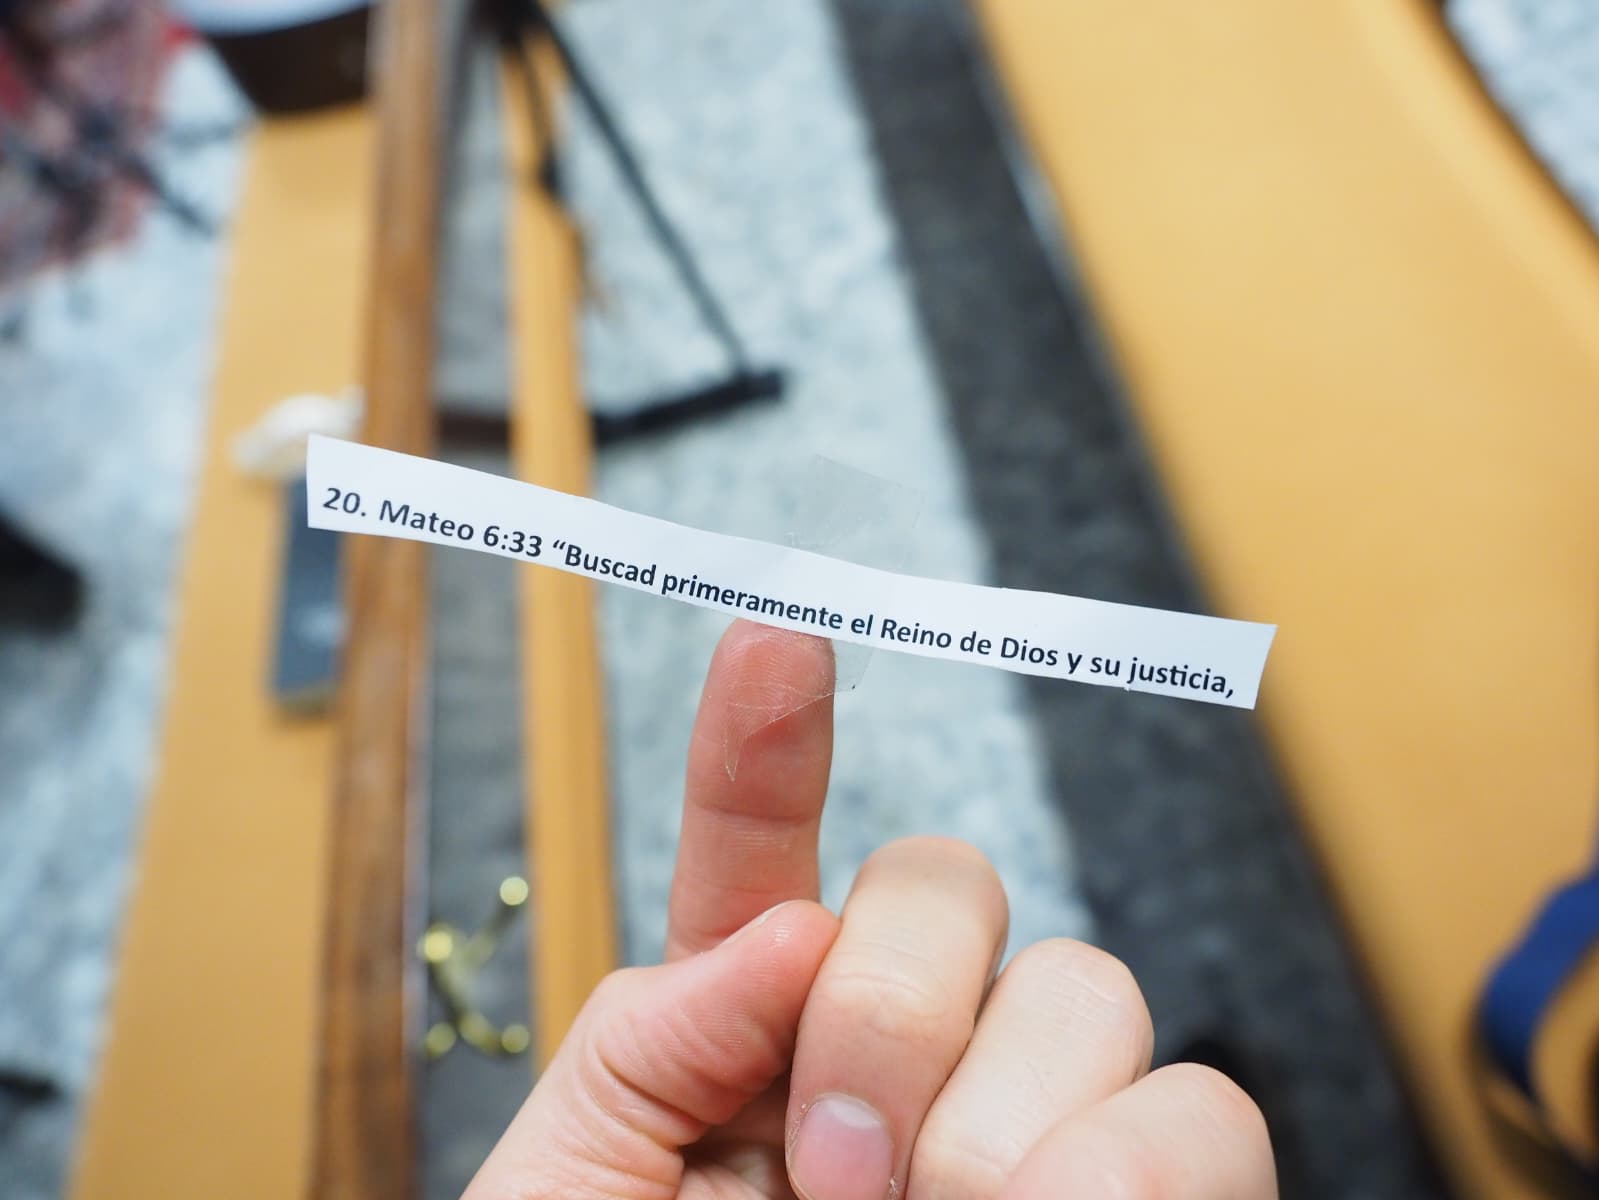 20. Mateo 6:33 “Buscad primeramente el Reino de Dios y su justicia,